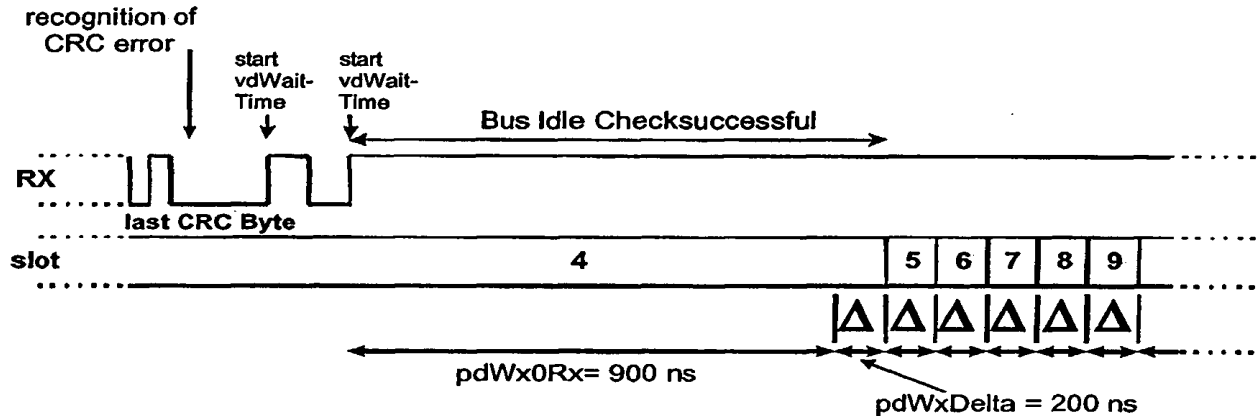 recognition of
CRC error
start
vdWait-
Time
start
vdWait-
Time
Bus Idle Checksuccessful
RX
last CRC Byte
slot
4
5
6
7
8
9
Δ
Δ
Δ
Δ
Δ
Δ
pdWx0Rx= 900 ns
pdWxDelta = 200 ns